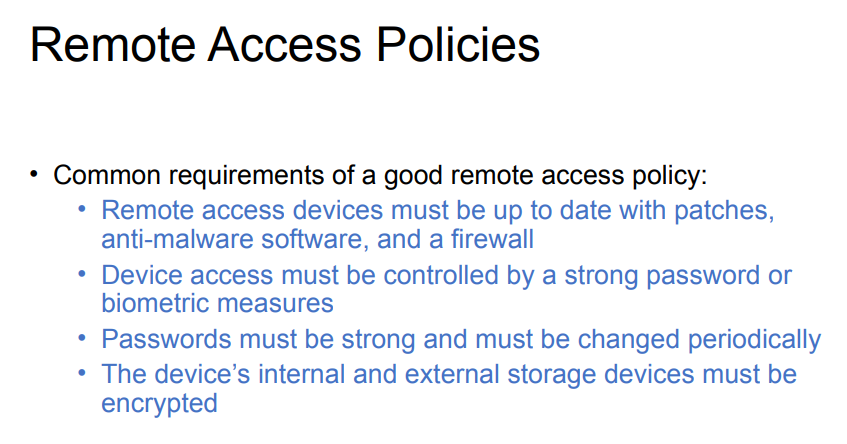 Remote Access Policies
• Common requirements of a good remote access policy:
• Remote access devices must be up to date with patches,
anti-malware software, and a firewall
• Device access must be controlled by a strong password or
biometric measures
• Passwords must be strong and must be changed periodically
• The device’s internal and external storage devices must be
encrypted